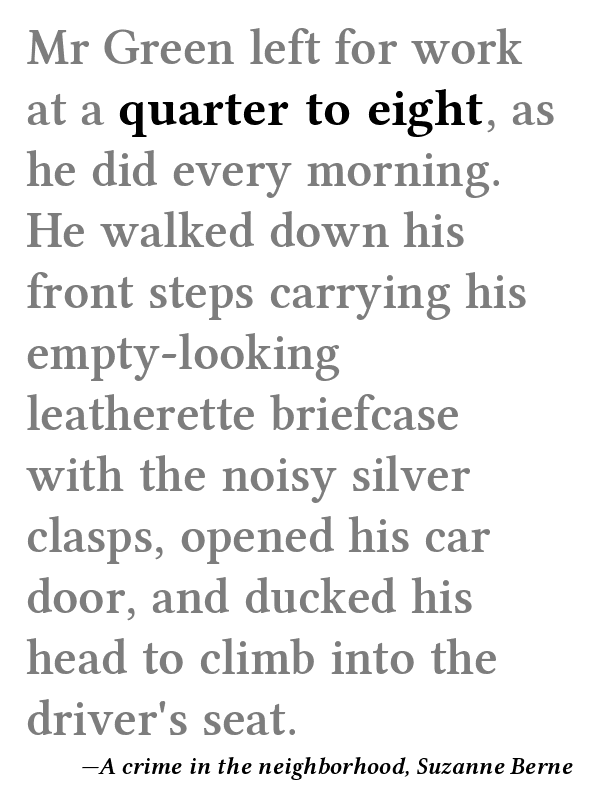 Mr Green left for work
at a quarter to eight, as
he did every morning.
He walked down his
front steps carrying his
empty-looking
leatherette briefcase
with the noisy silver
clasps, opened his car
door, and ducked his
head to climb into the
driver's seat.
—A crime in the neighborhood, Suzanne Berne